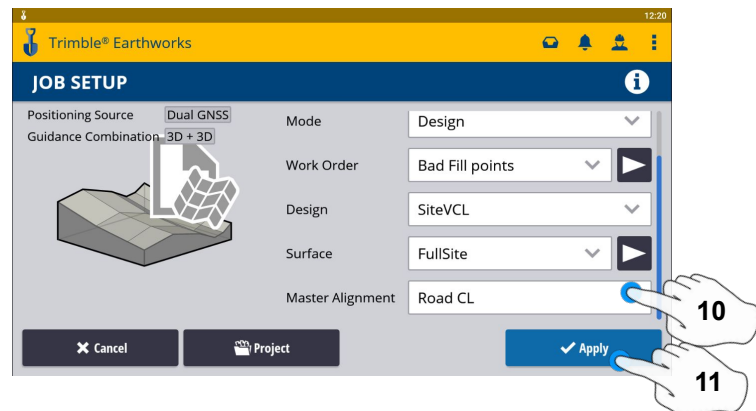 12:20
Trimble® Earthworks
JOB SETUP
Positioning Source Dual GNSS
Guidance Combination 3D + 3D
Mode Design
Work Order Bad Fill points
Design SiteVCL
Surface FullSite
Master Alignment Road CL
10
Cancel Project Apply
11